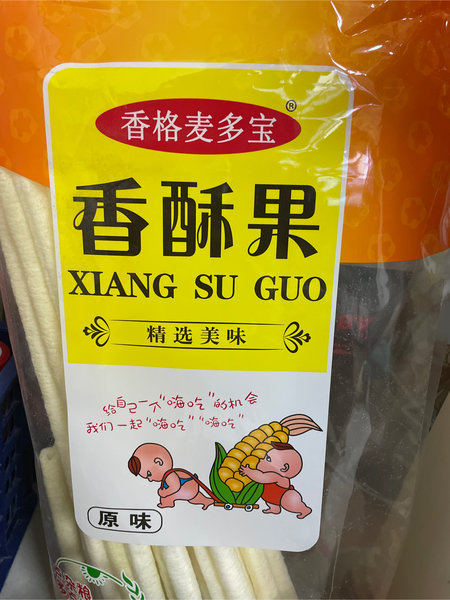 香格麦多宝®
香酥果
XIANG SU GUO
精选美味
给自己一个“嗨吃”的机会
我们一起“嗨吃”“嗨吃”
原味